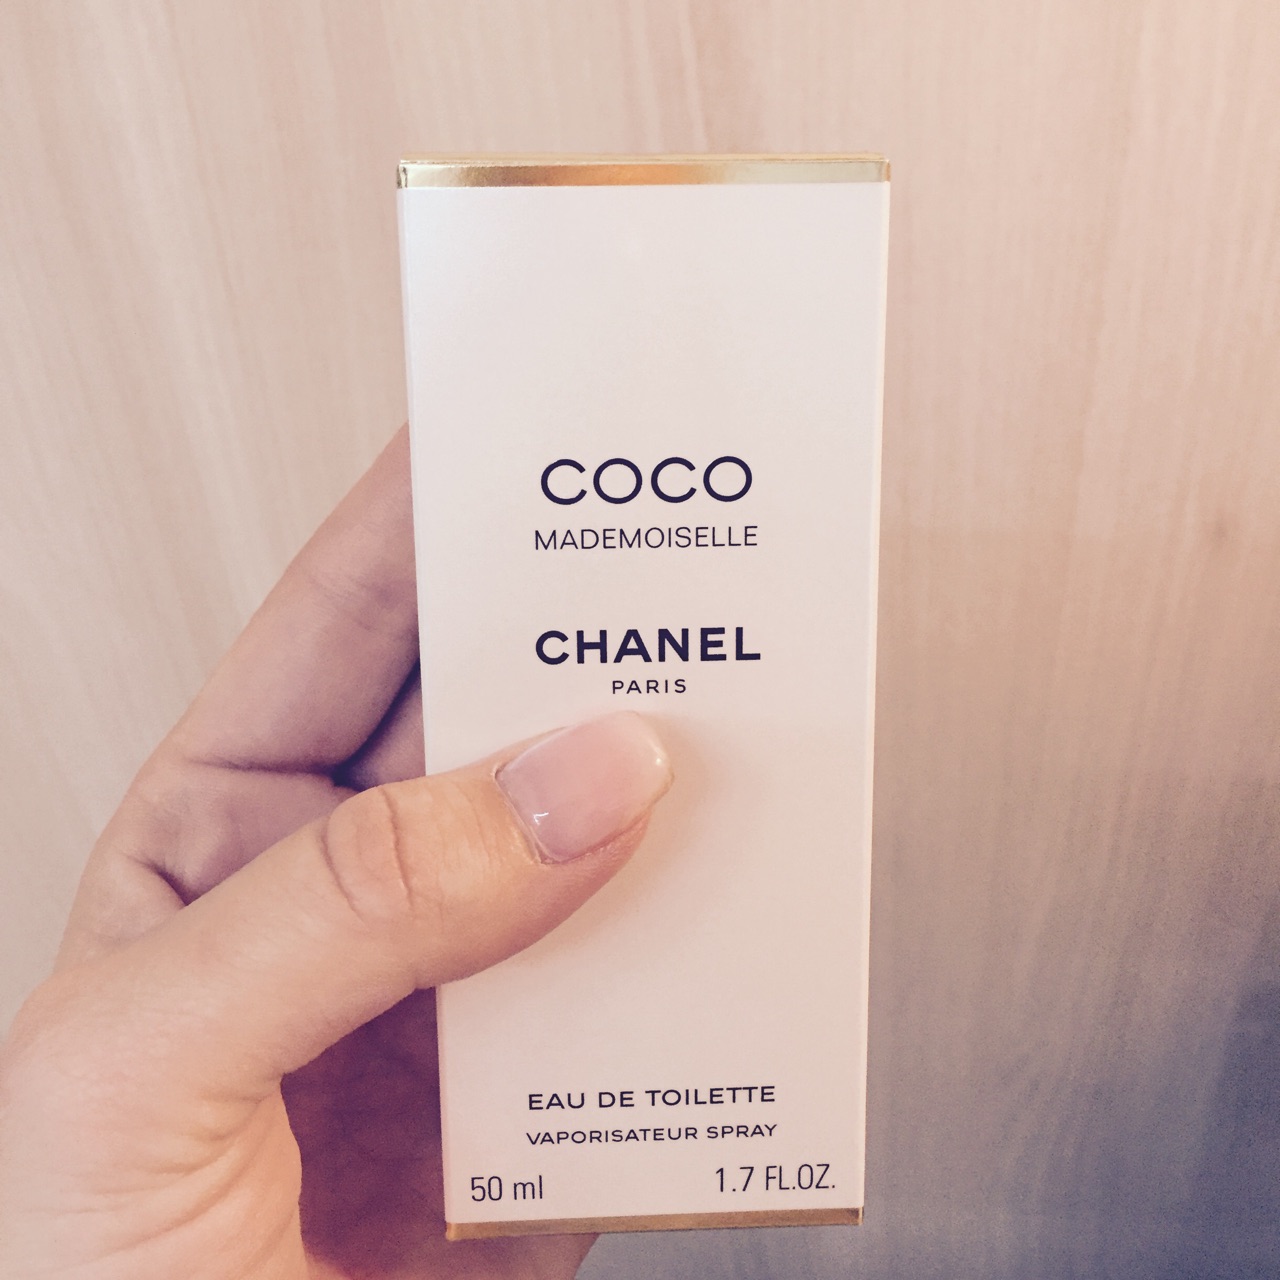 COCO
MADEMOISELLE
CHANEL
PARIS
EAU DE TOILETTE
VAPORISATEUR SPRAY
50 ml 1.7 FL.OZ.